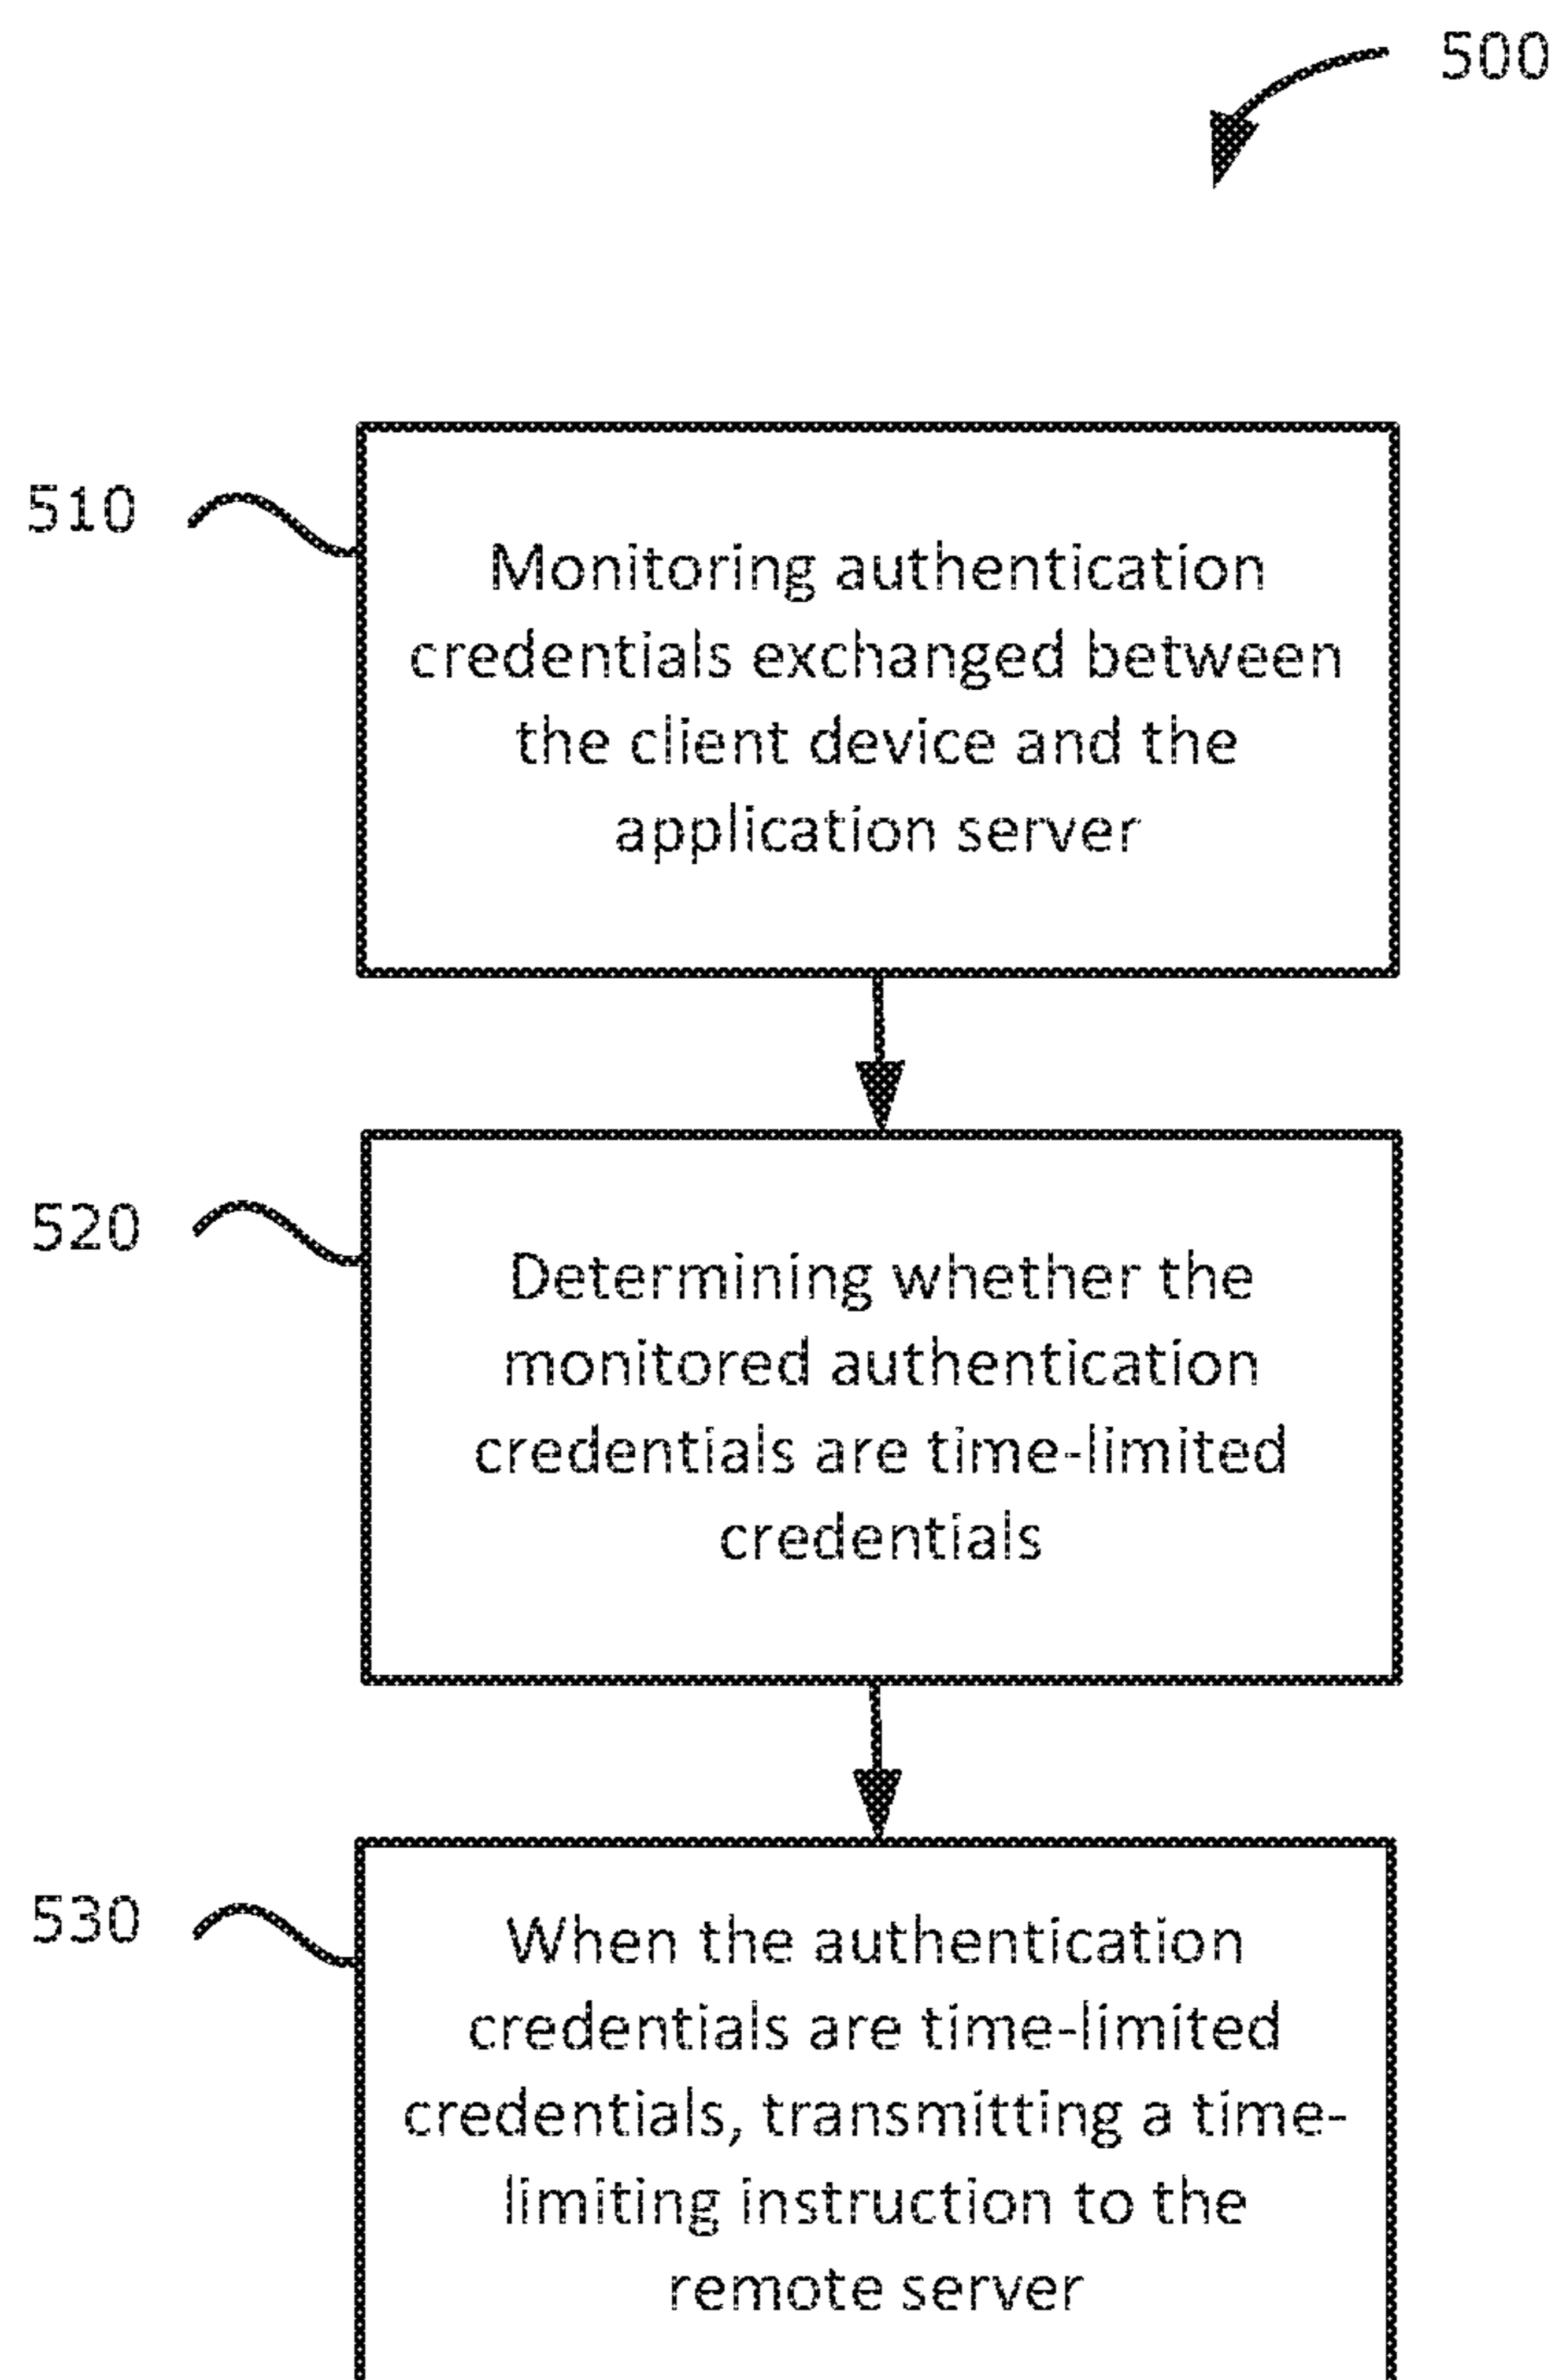 500
510
Monitoring authentication
credentials exchanged between
the client device and the
application server
520
Determining whether the
monitored authentication
credentials are time-limited
credentials
530
When the authentication
credentials are time-limited
credentials, transmitting a time-
limiting instruction to the
remote server